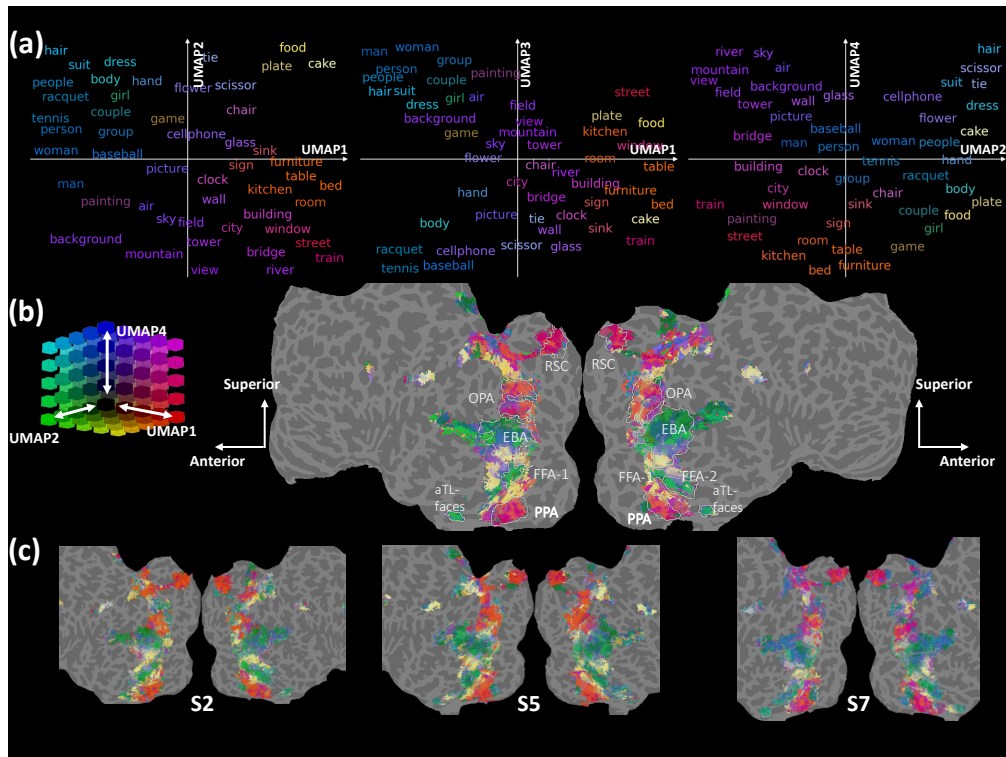 (a)
hair
suit
dress
people
body
hand
racquet
girl
couple
tennis
game
person
group
woman
baseball
man
painting
air
sky
field
background
tower
mountain
view
picture
cellphone
flower
tie
UMAP2
food
plate
cake
scissor
chair
glass
sink
UMAP1
sign
furniture
table
clock
kitchen
bed
wall
room
building
city
window
street
bridge
train
river
man
woman
person
group
people
couple
painting
hair
suit
girl
air
dress
background
game
sky
flower
hand
body
picture
racquet
cellphone
tennis
baseball
scissor
UMAP3
street
field
view
plate
food
mountain
kitchen
tower
window
UMAP1
chair
room
table
river
city
building
bridge
furniture
sign
bed
tie
clock
cake
wall
sink
glass
train
river
sky
mountain
air
view
background
field
wall
glass
tower
picture
baseball
bridge
man
person
building
clock
group
city
train
window
sink
painting
street
room
table
kitchen
bed
furniture
UMAP4
hair
scissor
suit
tie
cellphone
dress
flower
cake
woman
people
UMAP2
tennis
hand
racquet
body
chair
plate
couple
food
girl
game
(b)
UMAP4
UMAP2
UMAP1
Superior
Anterior
RSC
OPA
EBA
FFA-1
aTL-
faces
PPA
RSC
OPA
EBA
FFA-1
FFA-2
aTL-
faces
PPA
Superior
Anterior
(c)
S2
S5
S7